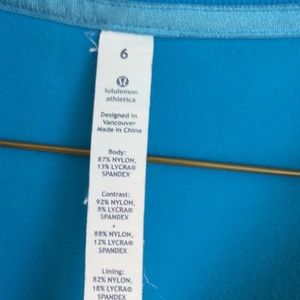 6
lululemon
athletica
Designed in
Vancouver
Made In China
Body:
87% NYLON,
13% LYCRA®
SPANDEX
Contrast:
92% NYLON,
8% LYCRA®
SPANDEX
•
88% NYLON,
12% LYCRA®
SPANDEX
Lining:
82% NYLON,
18% LYCRA®
SPANDEX